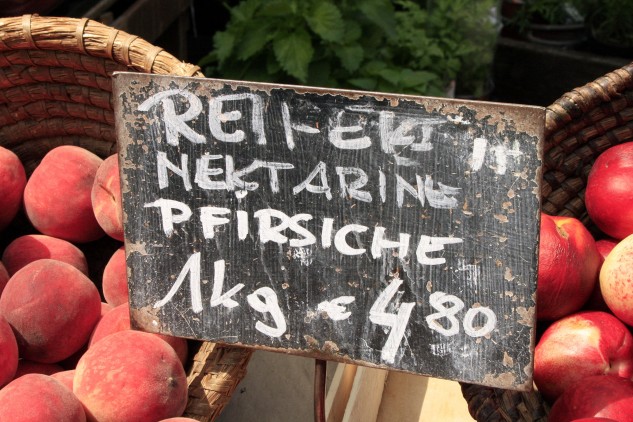 NEKTARINE
PFIRSICHE
1kg € 4 80